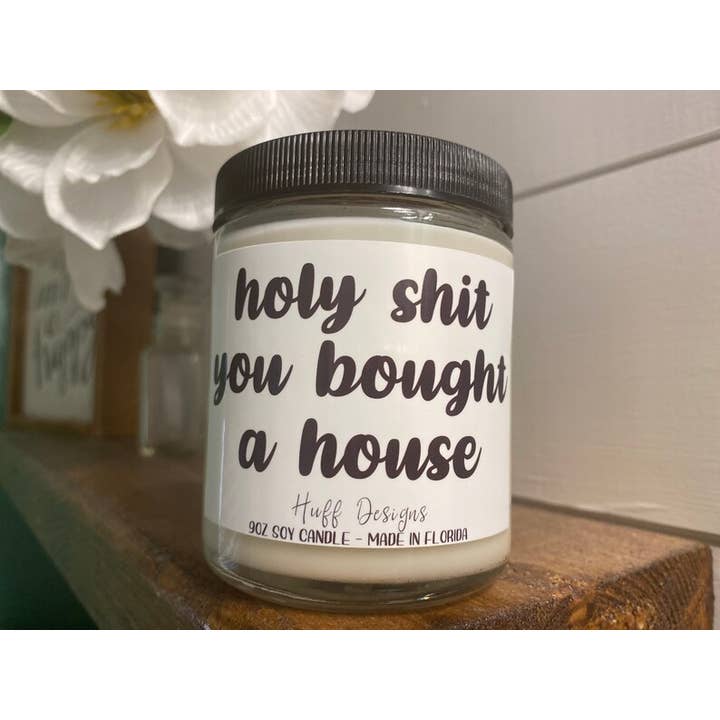 holy shit
you bought
a house
Huff Designs
9OZ SOY CANDLE - MADE IN FLORIDA